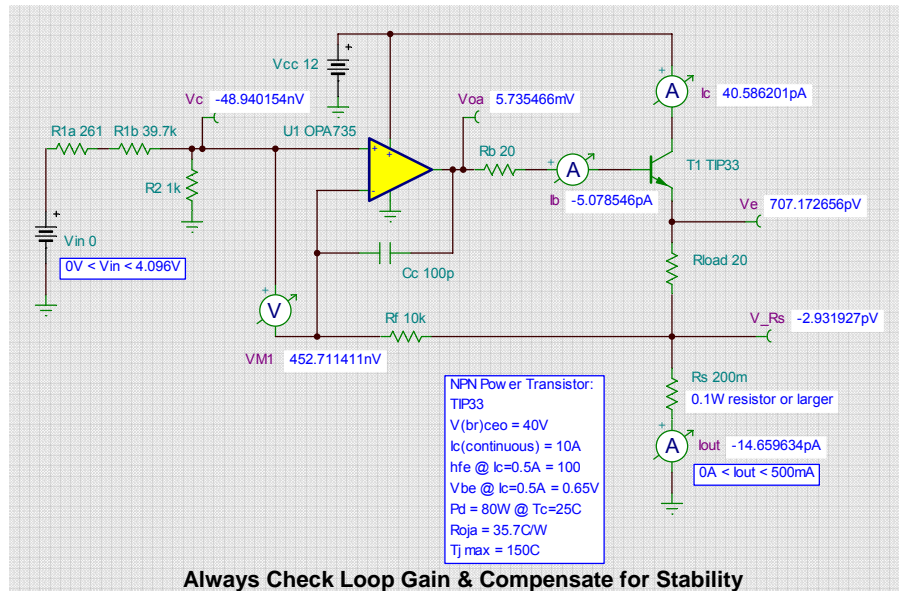 Vcc 12
+
Vc -48.940154nV
Voa 5.735466mV
+
A
Ic 40.586201pA
R1a 261 R1b 39.7k
U1 OPA735
+
+
-
Rb 20
+
A
T1 TIP33
R2 1k
Ib -5.078546pA
Ve 707.172656pV
+
Vin 0
0V < Vin < 4.096V
Cc 100p
Rload 20
+
V
Rf 10k
V_Rs -2.931927pV
VM1 452.711411nV
Rs 200m
0.1W resistor or larger
NPN Power Transistor:
TIP33
V(br)ceo = 40V
Ic(continuous) = 10A
hfe @ Ic=0.5A = 100
Vbe @ Ic=0.5A = 0.65V
Pd = 80W @ Tc=25C
Roja = 35.7C/W
Tj max = 150C
+
A
Iout -14.659634pA
0A < Iout < 500mA
Always Check Loop Gain & Compensate for Stability